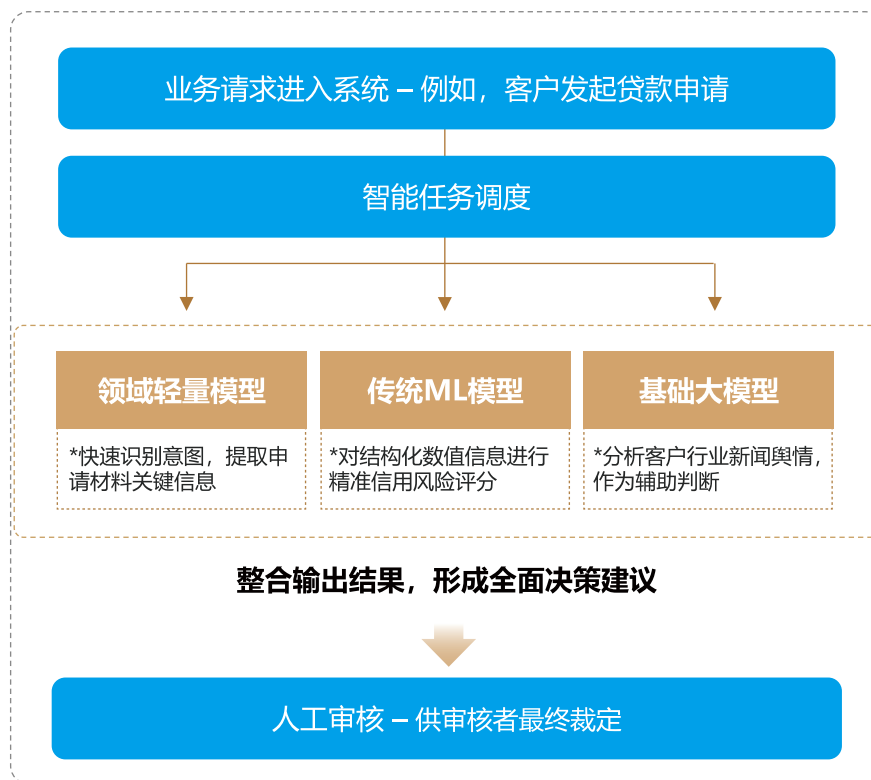 业务请求进入系统 – 例如，客户发起贷款申请
智能任务调度
领域轻量模型
*快速识别意图，提取申
请材料关键信息
传统ML模型
*对结构化数值信息进行
精准信用风险评分
基础大模型
*分析客户行业新闻舆情，
作为辅助判断
整合输出结果，形成全面决策建议
人工审核 – 供审核者最终裁定